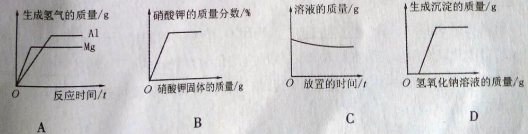 生成氢气的质量/g
Al
Mg
O
反应时间/t
A
硝酸钾的质量分数/%
O
硝酸钾固体的质量/g
B
溶液的质量/g
O
放置的时间/t
C
生成沉淀的质量/g
O
氢氧化钠溶液的质量/g
D